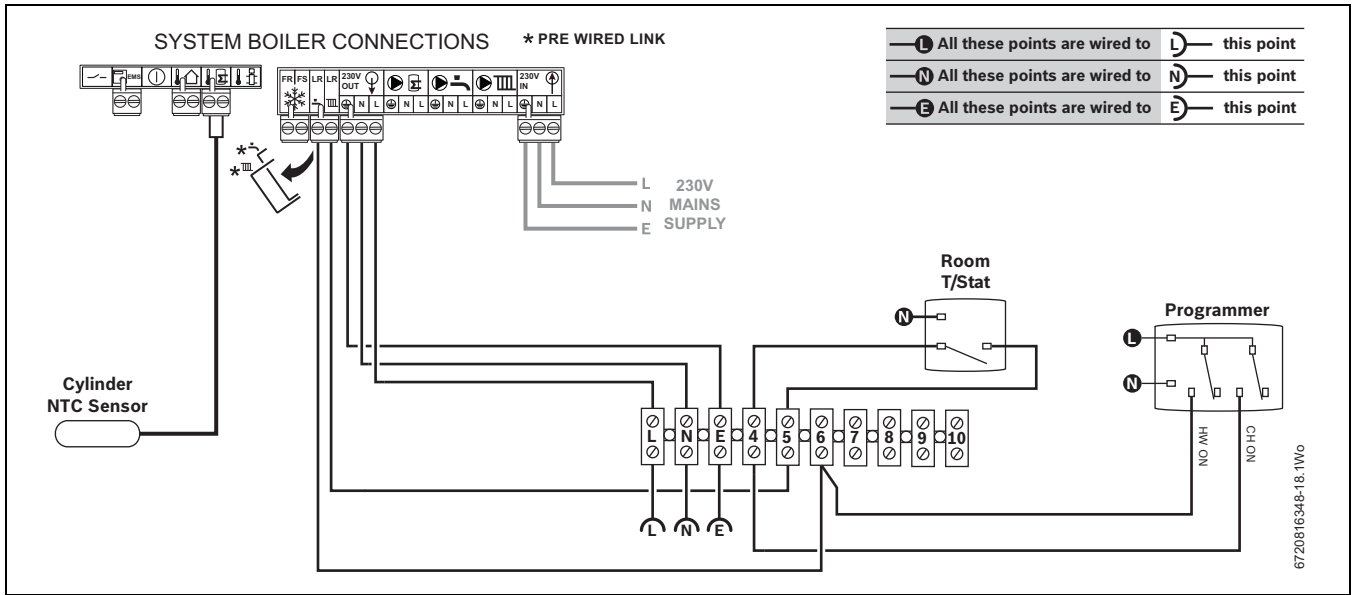 SYSTEM BOILER CONNECTIONS
* PRE WIRED LINK
L All these points are wired to L this point
N All these points are wired to N this point
E All these points are wired to E this point
EMS
FR FS LR LR 230V OUT 230V IN
N L N L N L N L N L
*
*
L
N
E
230V
MAINS
SUPPLY
Room
T/Stat
N
Programmer
L
N
HW ON
CH ON
Cylinder
NTC Sensor
L N E 4 5 6 7 8 9 10
L N E
6720816348-18.1Wo